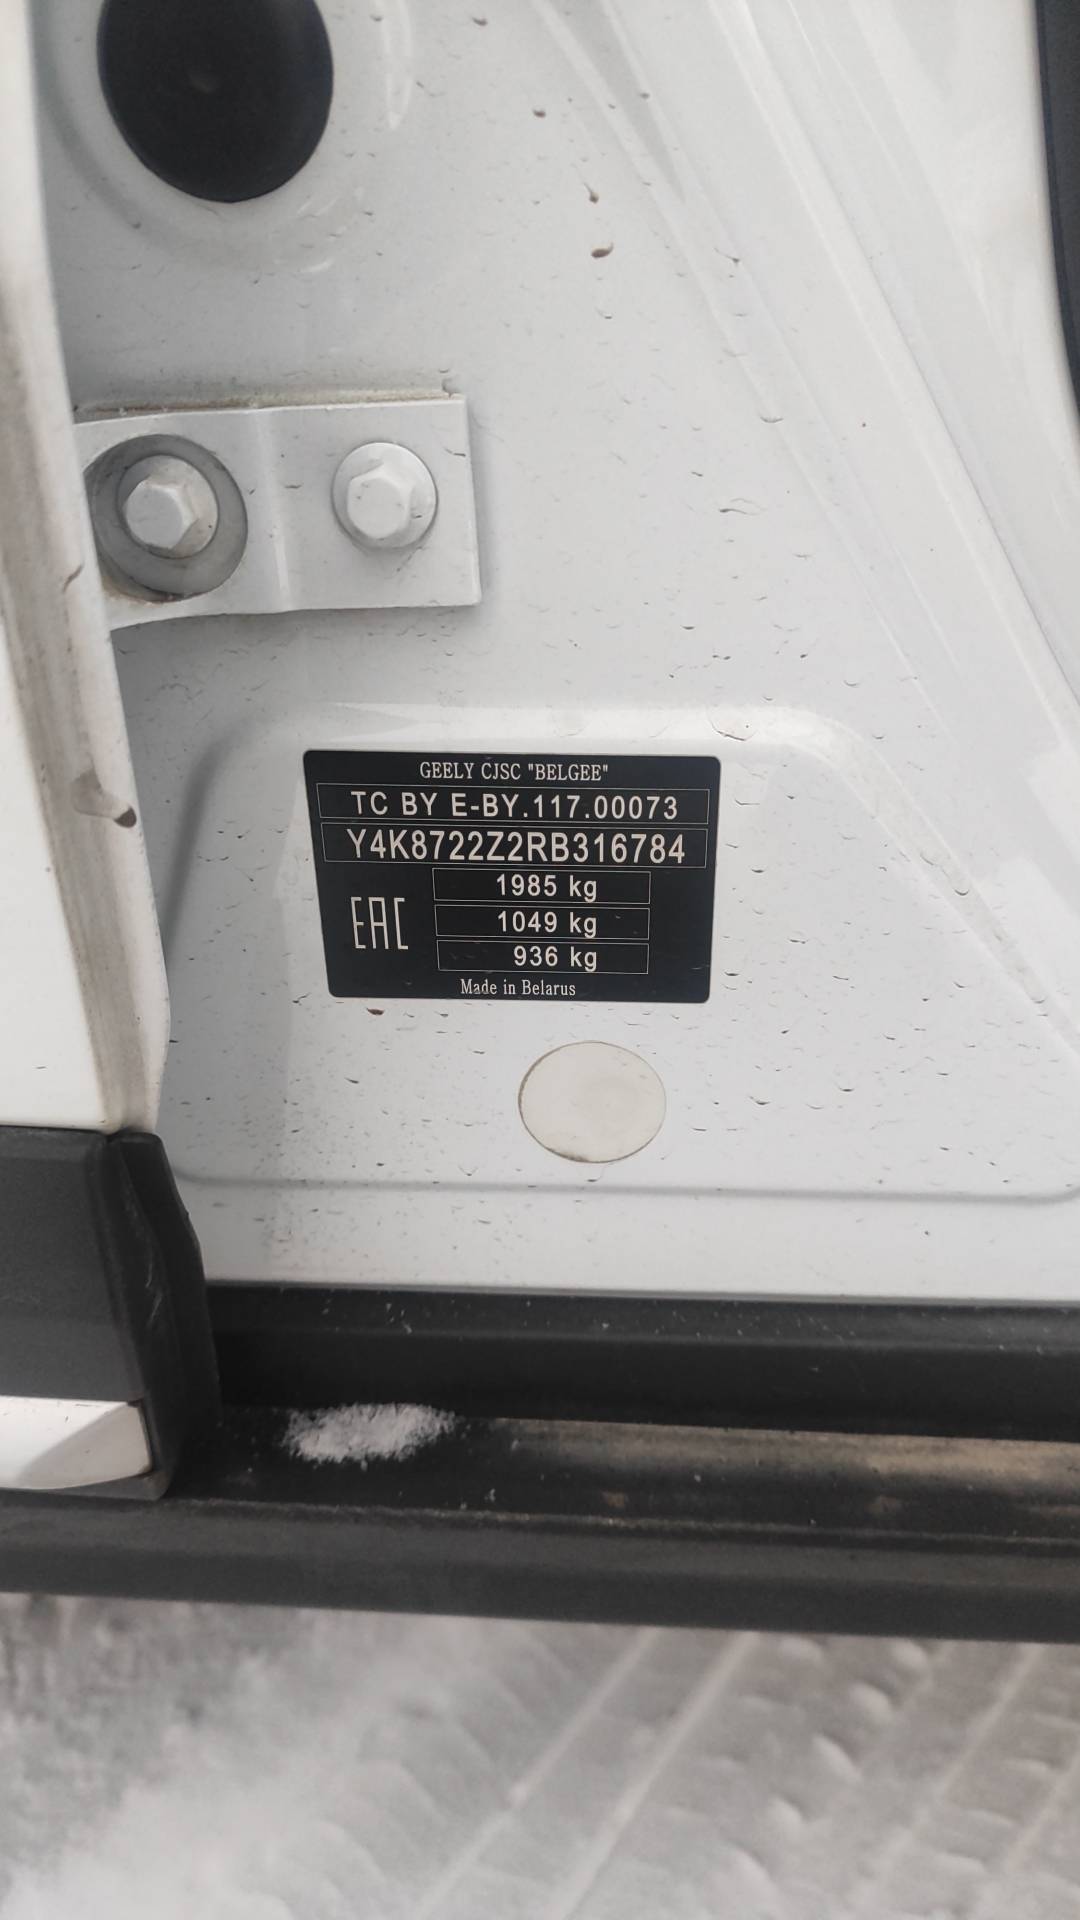 GEELY CJSC "BELGEE"
TC BY E-BY.117.00073
Y4K8722Z2RB316784
1985 kg
EAC
1049 kg
936 kg
Made in Belarus